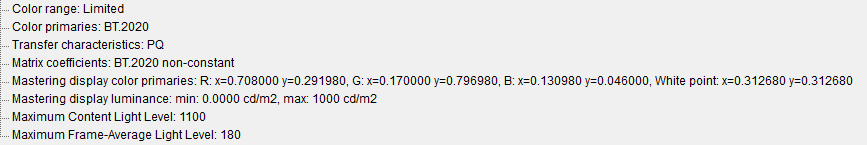 Color range: Limited
Color primaries: BT.2020
Transfer characteristics: PQ
Matrix coefficients: BT.2020 non-constant
Mastering display color primaries: R: x=0.708000 y=0.291980, G: x=0.170000 y=0.796980, B: x=0.130980 y=0.046000, White point: x=0.312680 y=0.312680
Mastering display luminance: min: 0.0000 cd/m2, max: 1000 cd/m2
Maximum Content Light Level: 1100
Maximum Frame-Average Light Level: 180